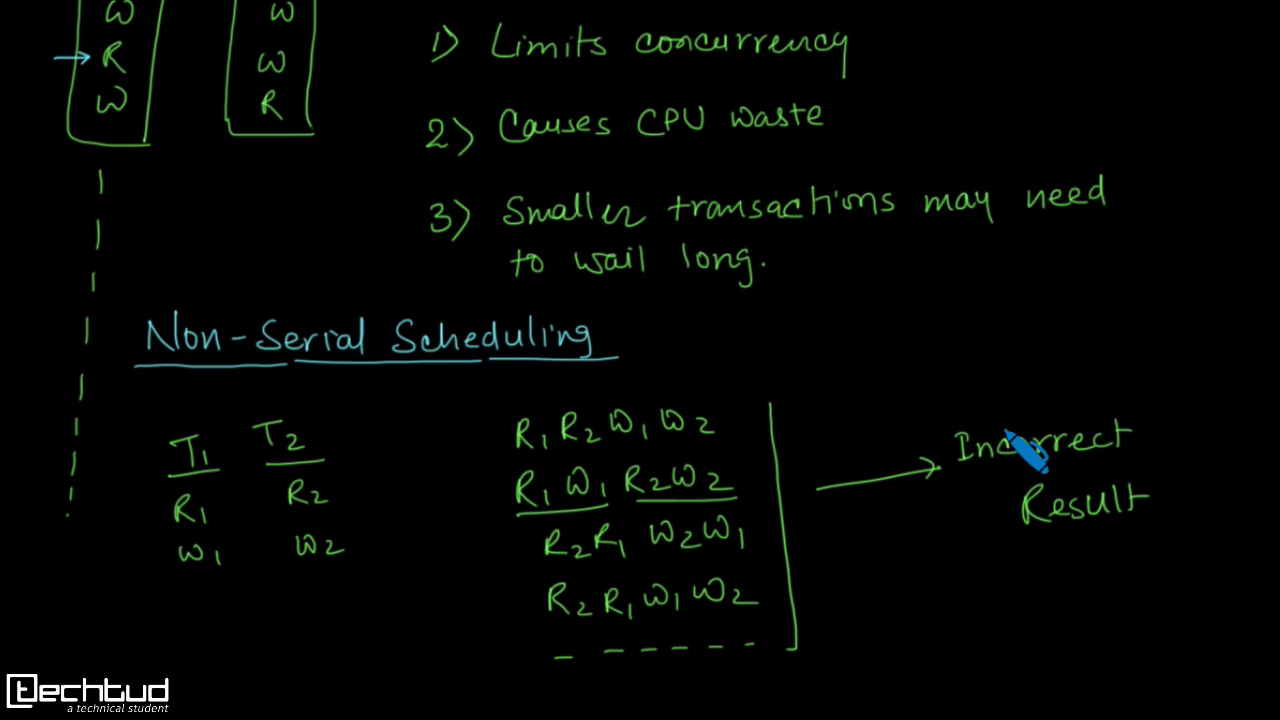 W
R
W
W
W
R
1) Limits concurrency
2) Causes CPU waste
3) Smaller transactions may need
to wail long.
Non-Serial Scheduling
T1 T2
R1 R2
W1 W2
R1 R2 W1 W2
R1 W1 R2 W2
R2 R1 W2 W1
R2 R1 W1 W2
Incorrect
Result
techtud
a technical student